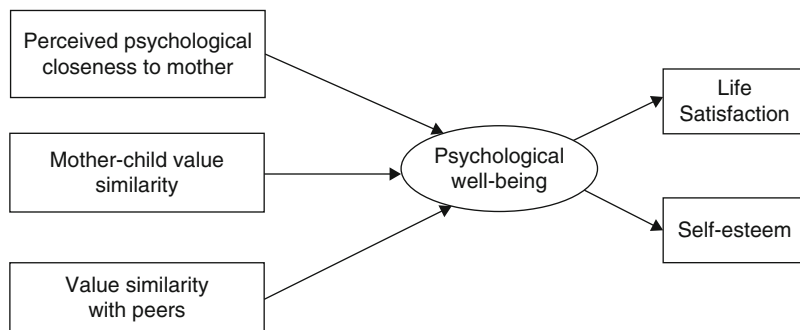 Perceived psychological
closeness to mother
Mother-child value
similarity
Value similarity
with peers
Psychological
well-being
Life
Satisfaction
Self-esteem